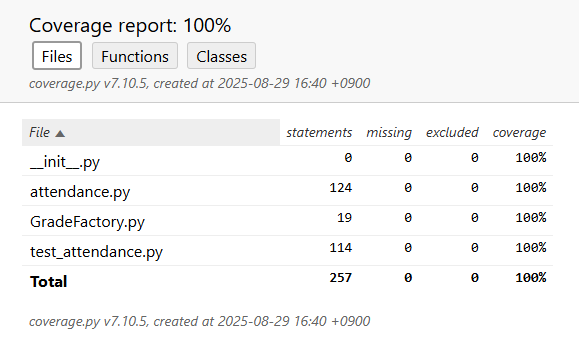 Coverage report: 100%
Files Functions Classes
coverage.py v7.10.5, created at 2025-08-29 16:40 +0900
File ▲ statements missing excluded coverage
__init__.py 0 0 0 100%
attendance.py 124 0 0 100%
GradeFactory.py 19 0 0 100%
test_attendance.py 114 0 0 100%
Total 257 0 0 100%
coverage.py v7.10.5, created at 2025-08-29 16:40 +0900